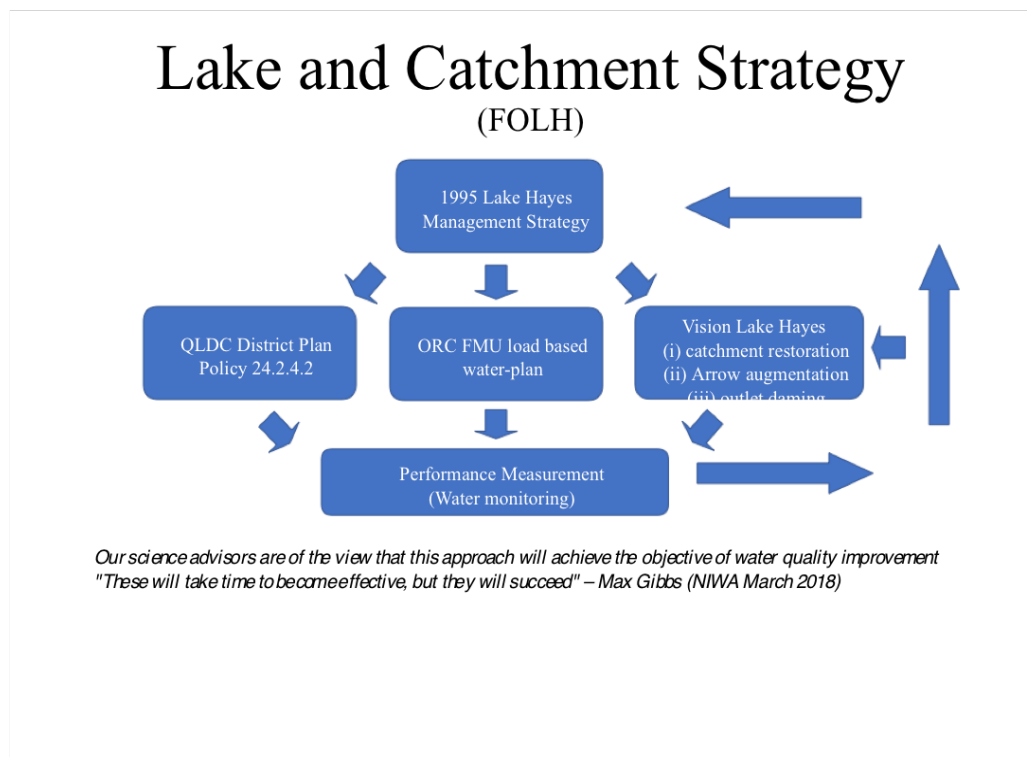 Lake and Catchment Strategy
(FOLH)
1995 Lake Hayes
Management Strategy
QLDC District Plan
Policy 24.2.4.2
ORC FMU load based
water-plan
Vision Lake Hayes
(i) catchment restoration
(ii) Arrow augmentation
(iii) outlet daming
Performance Measurement
(Water monitoring)
Our science advisors are of the view that this approach will achieve the objective of water quality improvement
"These will take time to become effective, but they will succeed" – Max Gibbs (NIWA March 2018)